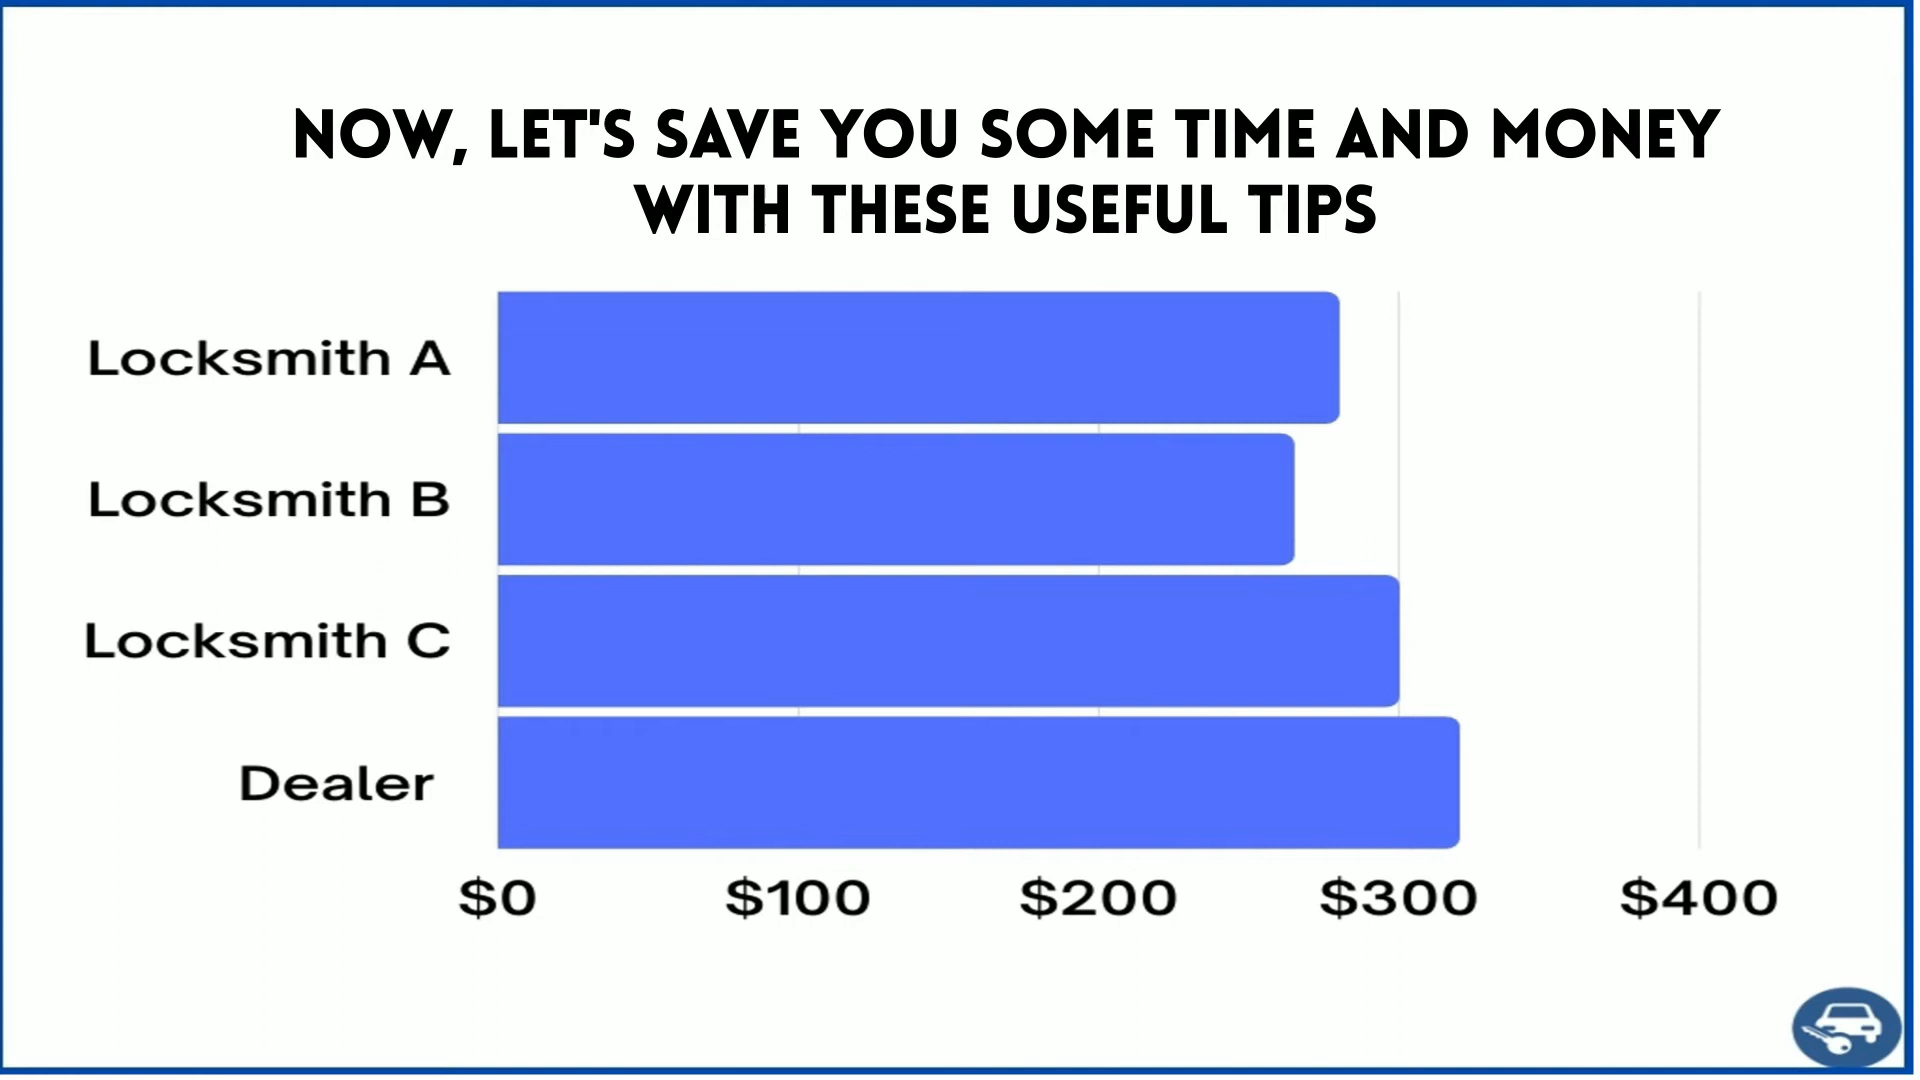 NOW, LET'S SAVE YOU SOME TIME AND MONEY
WITH THESE USEFUL TIPS
Locksmith A
Locksmith B
Locksmith C
Dealer
$0 $100 $200 $300 $400